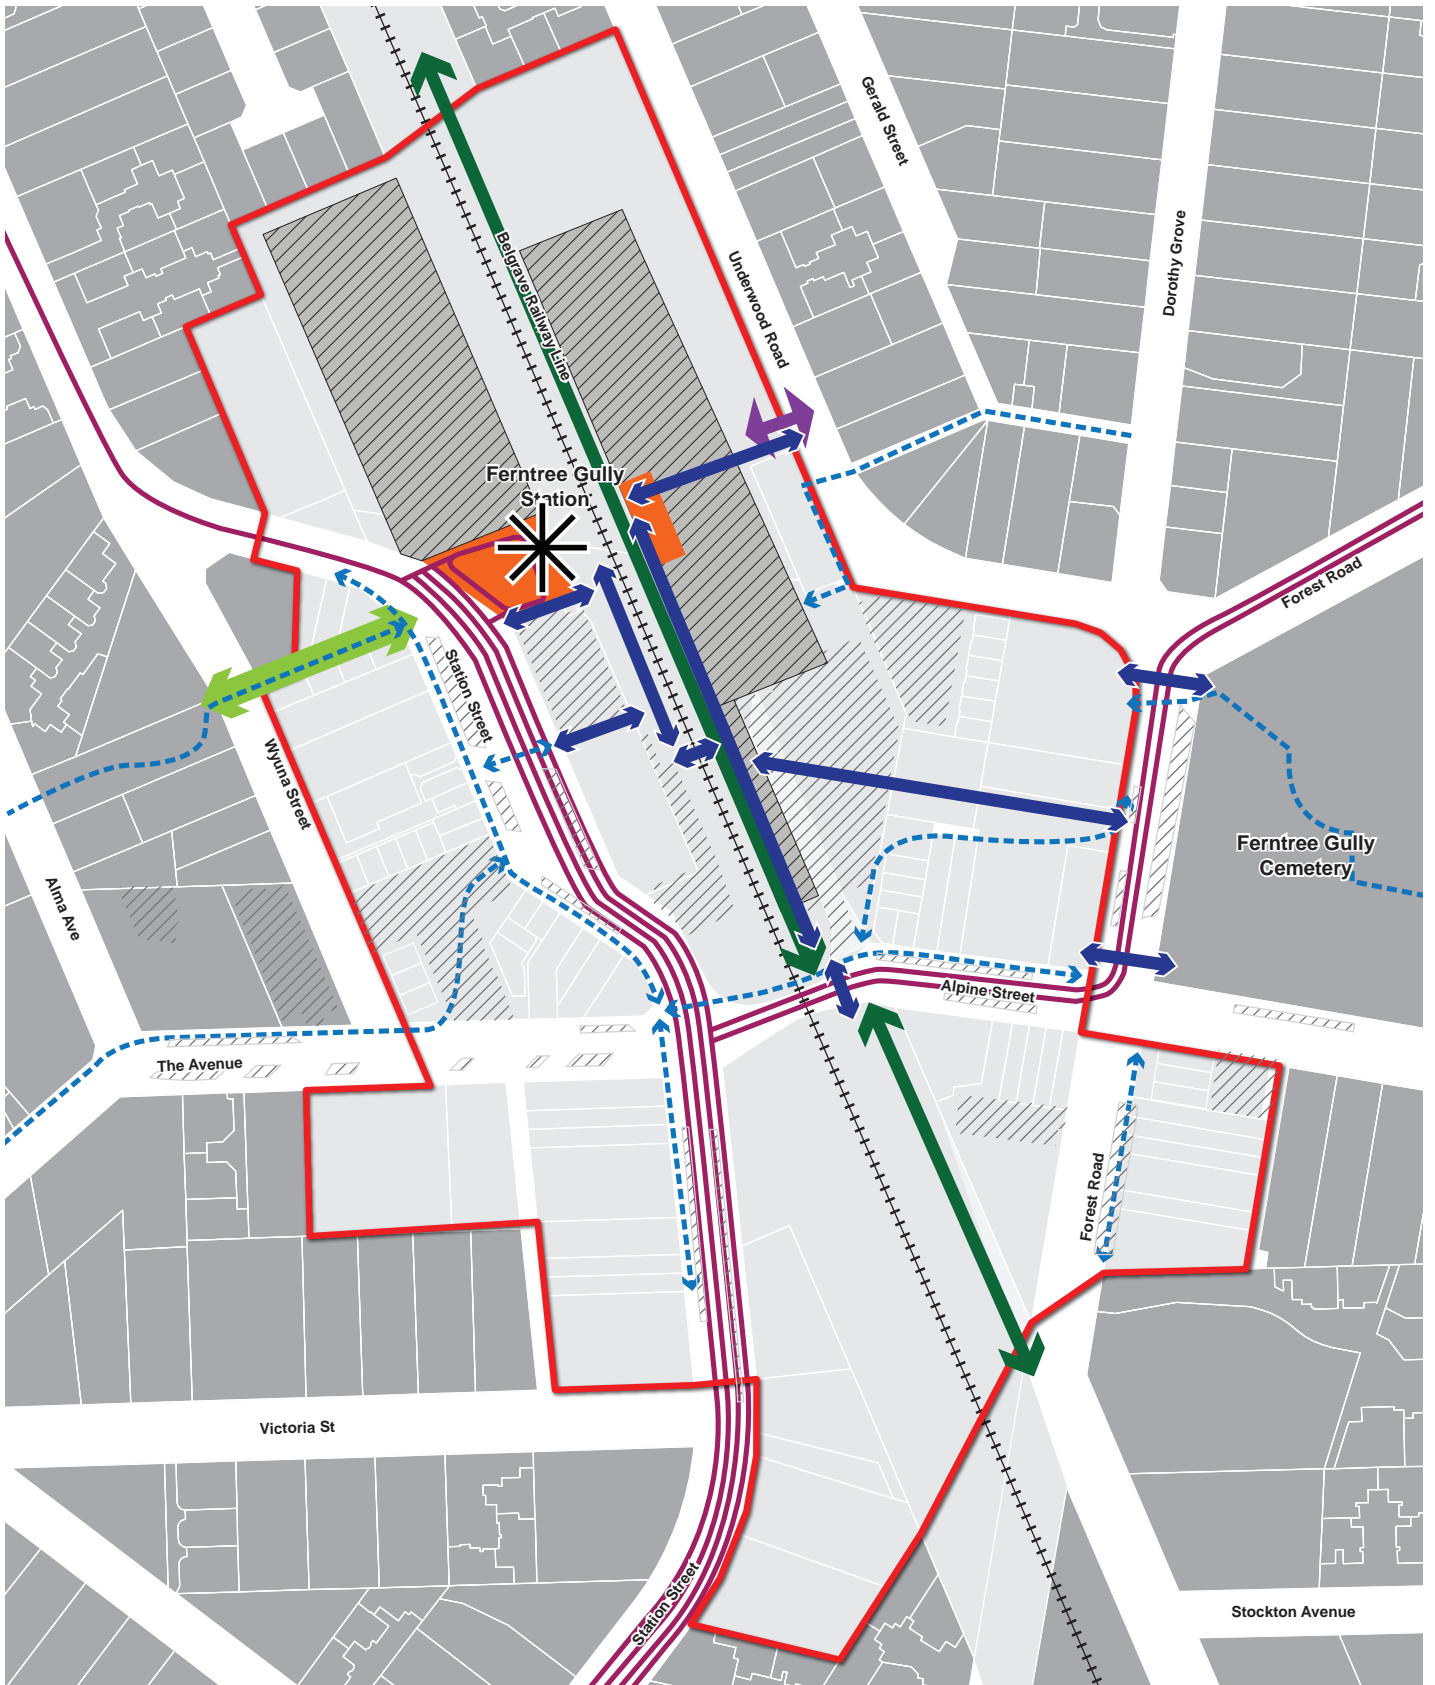 Gerald Street
Dorothy Grove
Underwood Road
Belgrave Railway Line
Ferntree Gully
Station
Forest Road
Station Street
Wyuna Street
Alma Ave
Ferntree Gully
Cemetery
Alpine Street
The Avenue
Forest Road
Victoria St
Station Street
Stockton Avenue